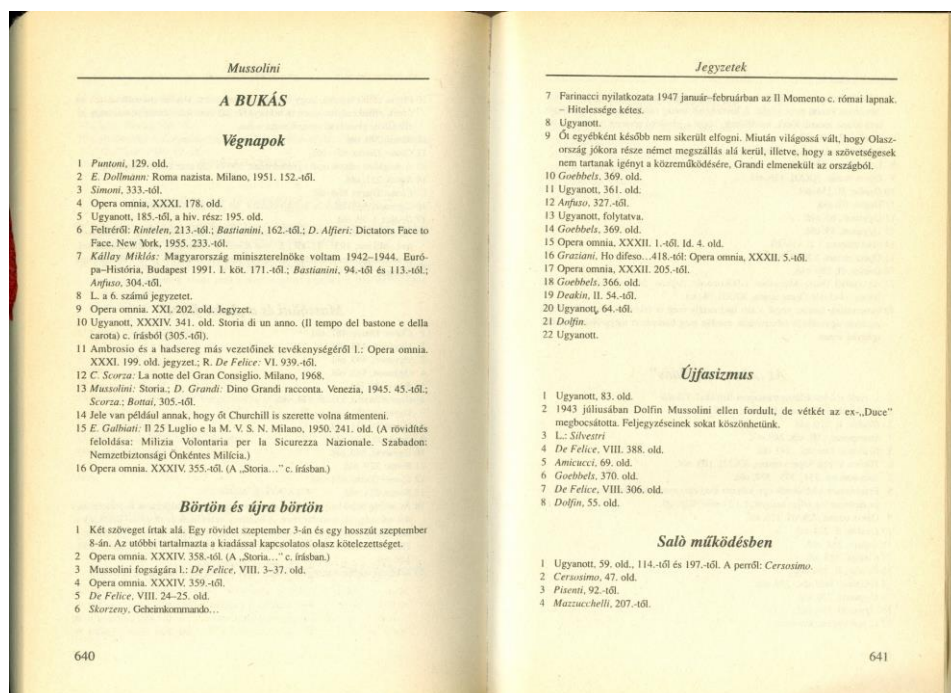 Mussolini
A BUKÁS
Végnapok
1 Puntoni, 129. old.
2 E. Dollmann: Roma nazista. Milano, 1951. 152.-től.
3 Simoni, 333.-tól.
4 Opera omnia, XXXI. 178. old.
5 Ugyanott, 185.-től, a hiv. rész: 195. old.
6 Feltréről: Rintelen, 213.-tól.; Bastianini, 162.-től.; D. Alfieri: Dictators Face to
Face. New York, 1955. 233.-tól.
7 Kállay Miklós: Magyarország miniszterelnöke voltam 1942–1944. Euró-
pa–História, Budapest 1991. I. köt. 171.-től.; Bastianini, 94.-től és 113.-tól.;
Anfuso, 304.-től.
8 L. a 6. számú jegyzetet.
9 Opera omnia. XXI. 202. old. Jegyzet.
10 Ugyanott, XXXIV. 341. old. Storia di un anno. (Il tempo del bastone e della
carota) c. írásból (305.-től).
11 Ambrosio és a hadsereg más vezetőinek tevékenységéről l.: Opera omnia.
XXXI. 199. old. jegyzet.; R. De Felice: VI. 939.-től.
12 C. Scorza: La notte del Gran Consiglio. Milano, 1968.
13 Mussolini: Storia.; D. Grandi: Dino Grandi racconta. Venezia, 1945. 45.-től.;
Scorza.; Bottai, 305.-től.
14 Jele van például annak, hogy őt Churchill is szerette volna átmenteni.
15 E. Galbiati: Il 25 Luglio e la M. V. S. N. Milano, 1950. 241. old. (A rövidítés
feloldása: Milizia Volontaria per la Sicurezza Nazionale. Szabadon:
Nemzetbiztonsági Önkéntes Milícia.)
16 Opera omnia. XXXIV. 355.-től. (A „Storia…” c. írásban.)
Börtön és újra börtön
1 Két szöveget írtak alá. Egy rövidet szeptember 3-án és egy hosszút szeptember
8-án. Az utóbbi tartalmazta a kiadással kapcsolatos olasz kötelezettséget.
2 Opera omnia. XXXIV. 358.-tól. (A „Storia…” c. írásban.)
3 Mussolini fogságára l.: De Felice, VIII. 3–37. old.
4 Opera omnia. XXXIV. 359.-től.
5 De Felice, VIII. 24–25. old.
6 Skorzeny, Geheimkommando…
640
Jegyzetek
7 Farinacci nyilatkozata 1947 január–februárban az Il Momento c. római lapnak.
– Hitelessége kétes.
8 Ugyanott.
9 Őt egyébként később nem sikerült elfogni. Miután világossá vált, hogy Olasz-
ország jókora része német megszállás alá kerül, illetve, hogy a szövetségesek
nem tartanak igényt a közreműködésére, Grandi elmenekült az országból.
10 Goebbels, 369. old.
11 Ugyanott, 361. old.
12 Anfuso, 327.-től.
13 Ugyanott, folytatva.
14 Goebbels, 369. old.
15 Opera omnia, XXXII. 1.-től. Id. 4. old.
16 Graziani. Ho difeso…418.-tól: Opera omnia, XXXII. 5.-től.
17 Opera omnia, XXXII. 205.-től.
18 Goebbels, 366. old.
19 Deakin, II. 54.-től.
20 Ugyanott, 64.-től.
21 Dolfin.
22 Ugyanott.
Újfasizmus
1 Ugyanott, 83. old.
2 1943 júliusában Dolfin Mussolini ellen fordult, de vétkét az ex-„Duce”
megbocsátotta. Feljegyzéseinek sokat köszönhetünk.
3 L.: Silvestri
4 De Felice, VIII. 388. old.
5 Amicucci, 69. old.
6 Goebbels, 370. old.
7 De Felice, VIII. 306. old.
8 Dolfin, 55. old.
Salò működésben
1 Ugyanott, 59. old., 114.-től és 197.-től. A perről: Cersosimo.
2 Cersosimo, 47. old.
3 Pisenti, 92.-től.
4 Mazzucchelli, 207.-től.
641